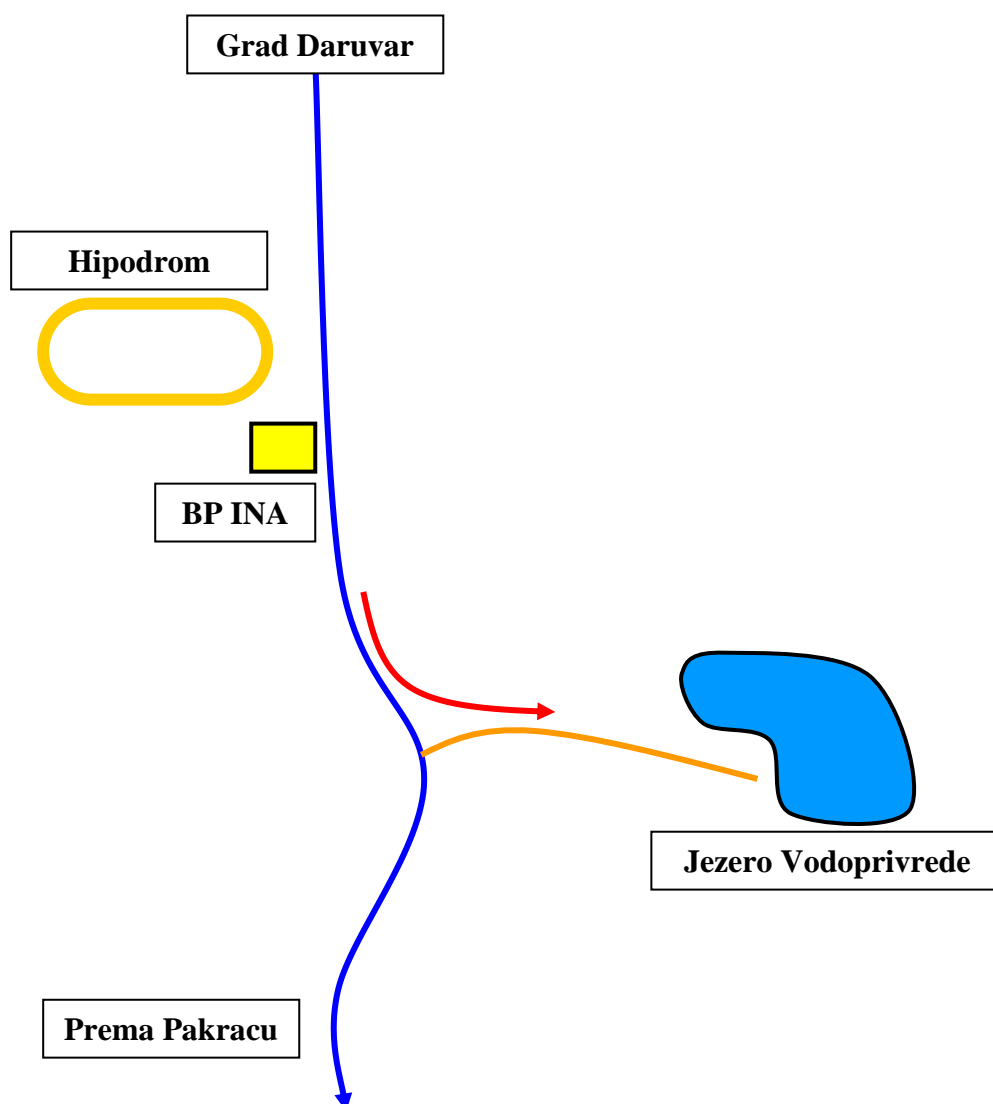 Grad Daruvar
Hipodrom
BP INA
Jezero Vodoprivrede
Prema Pakracu